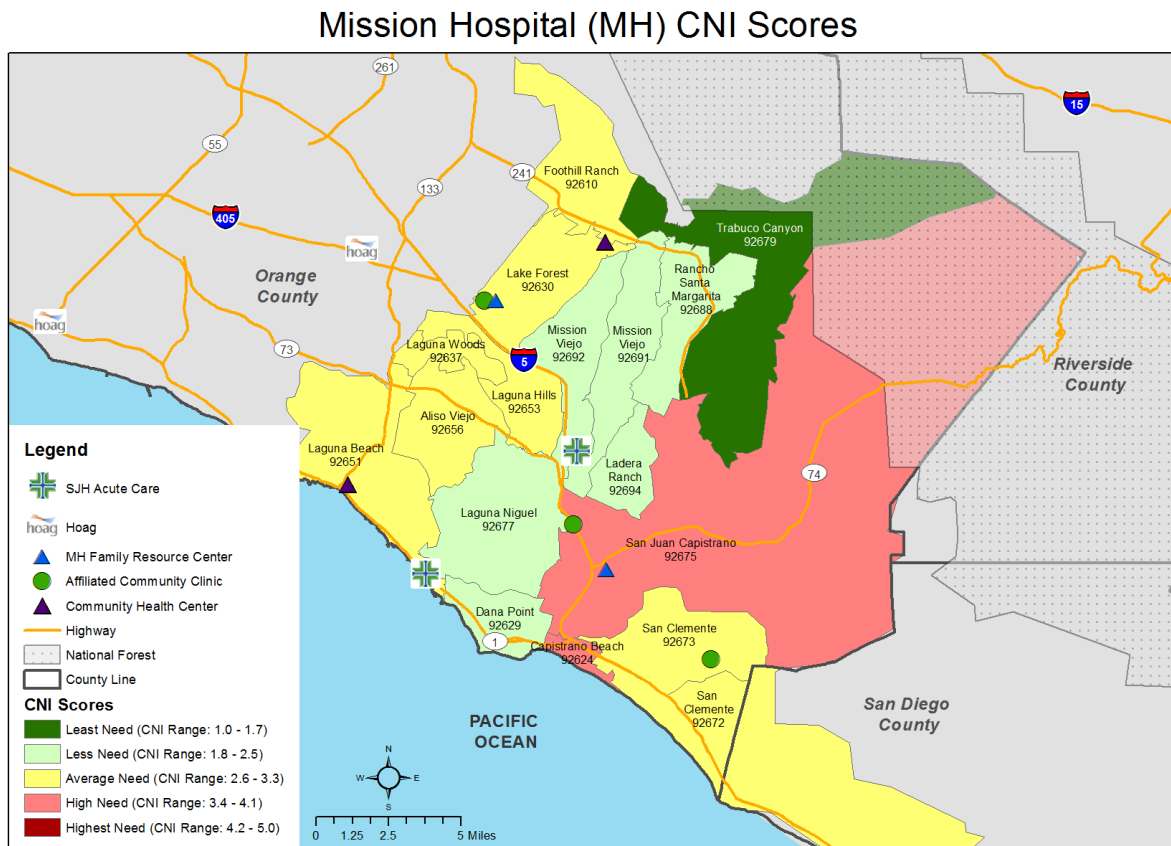 Mission Hospital (MH) CNI Scores
261
15
55
241
Foothill Ranch
92610
133
405
Trabuco Canyon
92679
hoag
Orange
County
Lake Forest
92630
Rancho
Santa
Margarita
92688
hoag
Mission
Viejo
92692
Mission
Viejo
92691
73
Laguna Woods
92637
5
Riverside
County
Laguna Hills
92653
Aliso Viejo
92656
Laguna Beach
92651
Ladera
Ranch
92694
74
Laguna Niguel
92677
San Juan Capistrano
92675
Dana Point
92629
1
Capistrano Beach
92624
San Clemente
92673
San
Clemente
92672
San Diego
County
PACIFIC
OCEAN
Legend
SJH Acute Care
hoag
Hoag
MH Family Resource Center
Affiliated Community Clinic
Community Health Center
Highway
National Forest
County Line
CNI Scores
Least Need (CNI Range: 1.0 - 1.7)
Less Need (CNI Range: 1.8 - 2.5)
Average Need (CNI Range: 2.6 - 3.3)
High Need (CNI Range: 3.4 - 4.1)
Highest Need (CNI Range: 4.2 - 5.0)
N
W
E
S
0 1.25 2.5 5 Miles